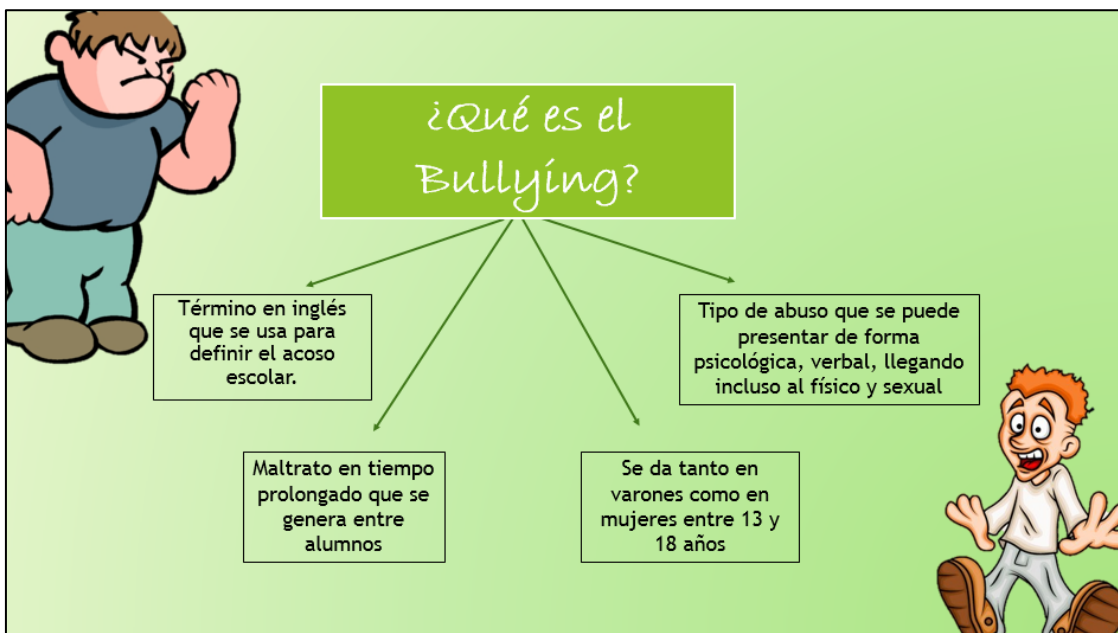 ¿Qué es el
Bullying?
Término en inglés
que se usa para
definir el acoso
escolar.
Maltrato en tiempo
prolongado que se
genera entre
alumnos
Se da tanto en
varones como en
mujeres entre 13 y
18 años
Tipo de abuso que se puede
presentar de forma
psicológica, verbal, llegando
incluso al físico y sexual